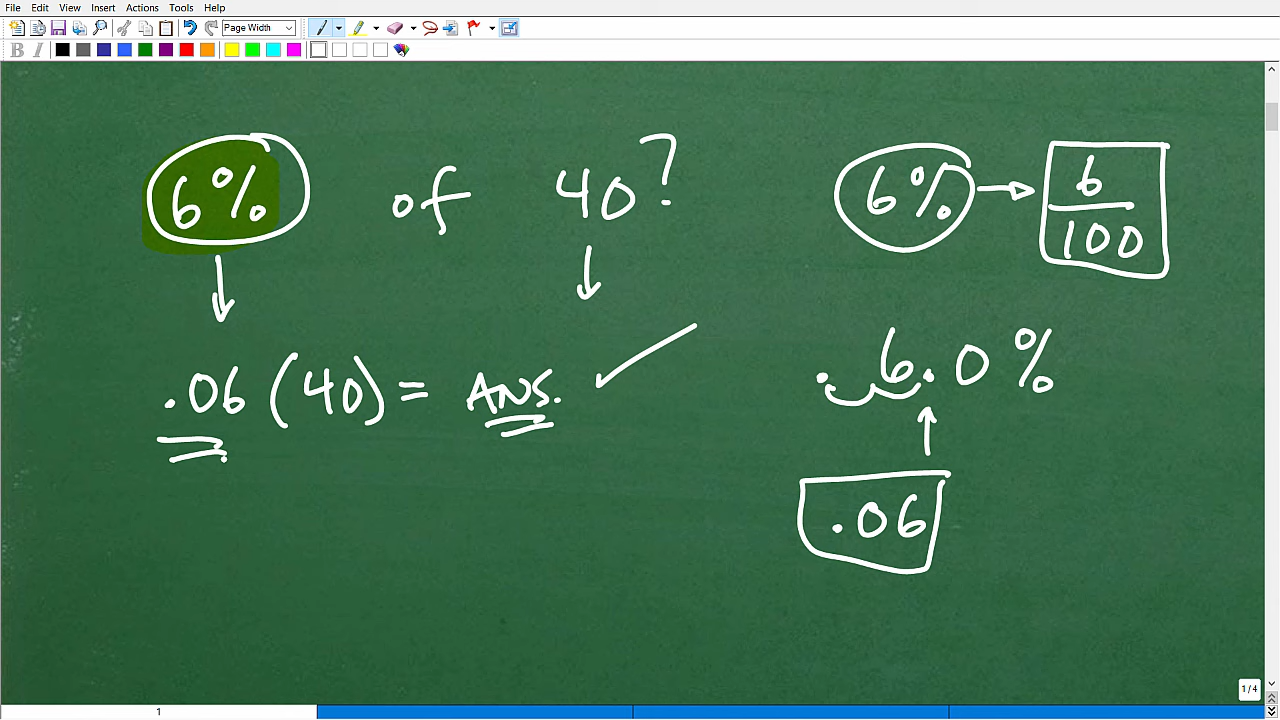 File Edit View Insert Actions Tools Help
Page Width
B I
6% of 40?
6% → 6/100
.06 (40) = ANS.
. 6.0%
.06
1/4
1